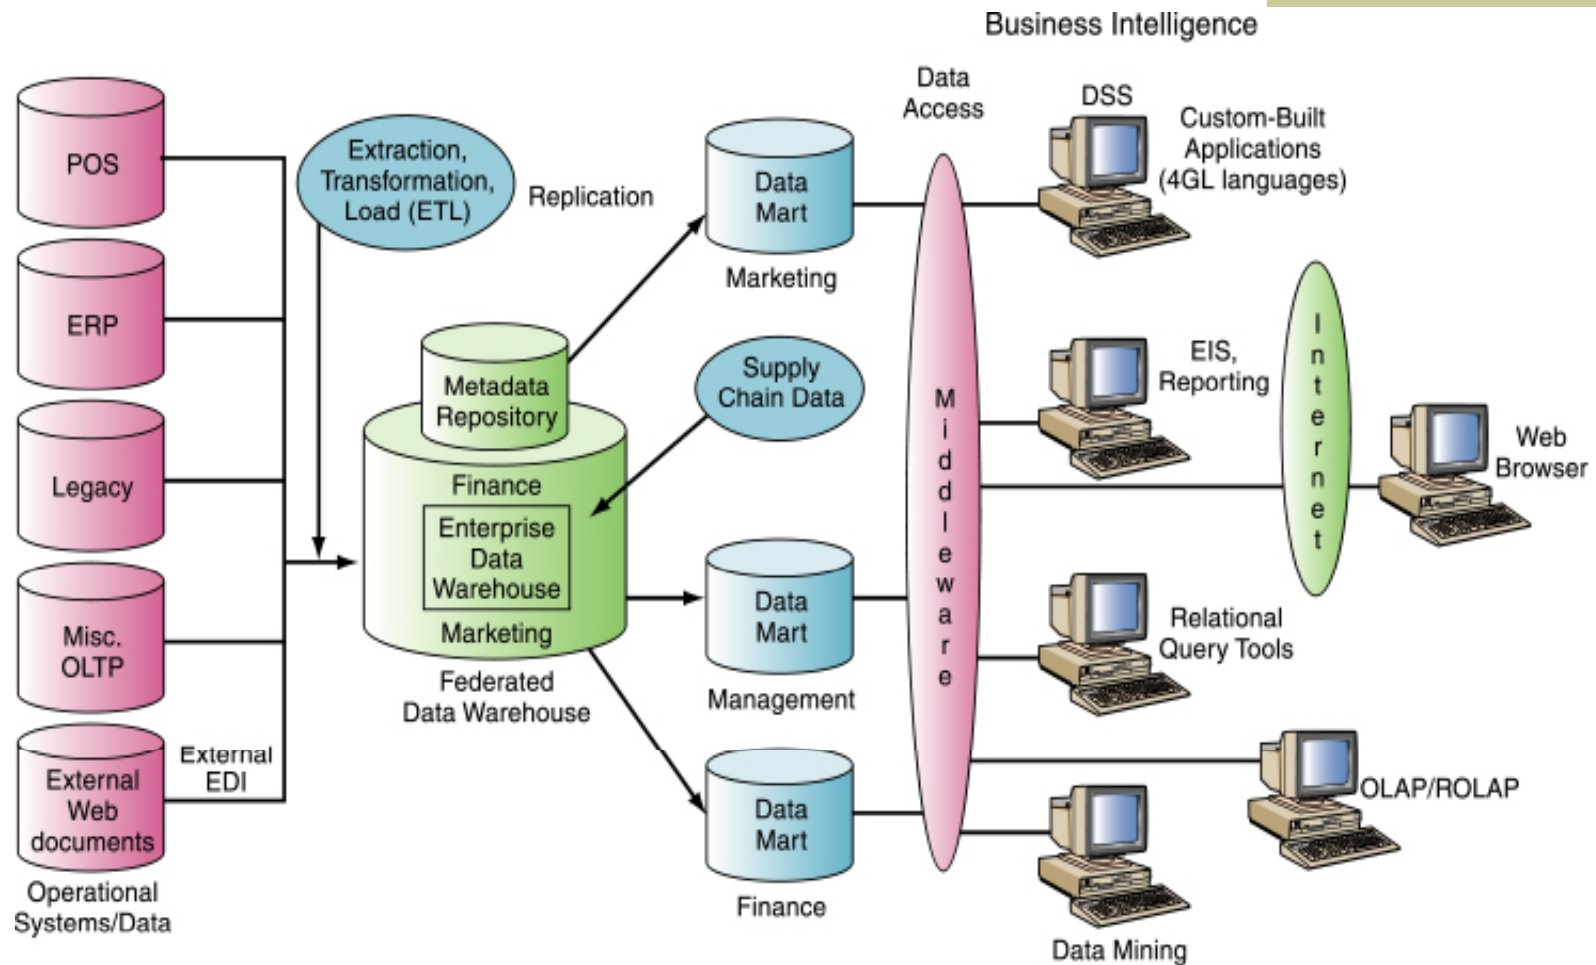 Business Intelligence
POS
ERP
Legacy
Misc.
OLTP
External
Web
documents
External
EDI
Operational
Systems/Data
Extraction,
Transformation,
Load (ETL)
Replication
Metadata
Repository
Finance
Enterprise
Data
Warehouse
Marketing
Federated
Data Warehouse
Supply
Chain Data
Data
Mart
Marketing
Data
Mart
Management
Data
Mart
Finance
Data
Access
Middleware
DSS
Custom-Built
Applications
(4GL languages)
EIS,
Reporting
Internet
Web
Browser
Relational
Query Tools
OLAP/ROLAP
Data Mining